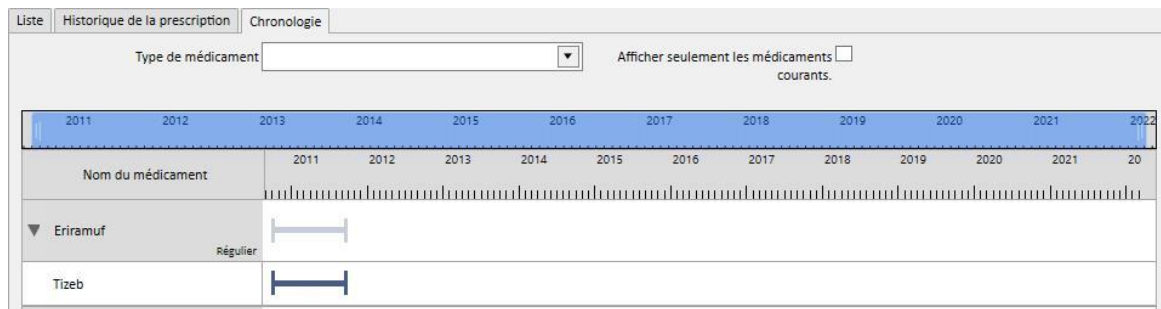 Liste Historique de la prescription Chronologie
Type de médicament Afficher seulement les médicaments
courants.
2011 2012 2013 2014 2015 2016 2017 2018 2019 2020 2021 2022
2011 2012 2013 2014 2015 2016 2017 2018 2019 2020 2021 20
Nom du médicament
Eriramuf
Régulier
Tizeb